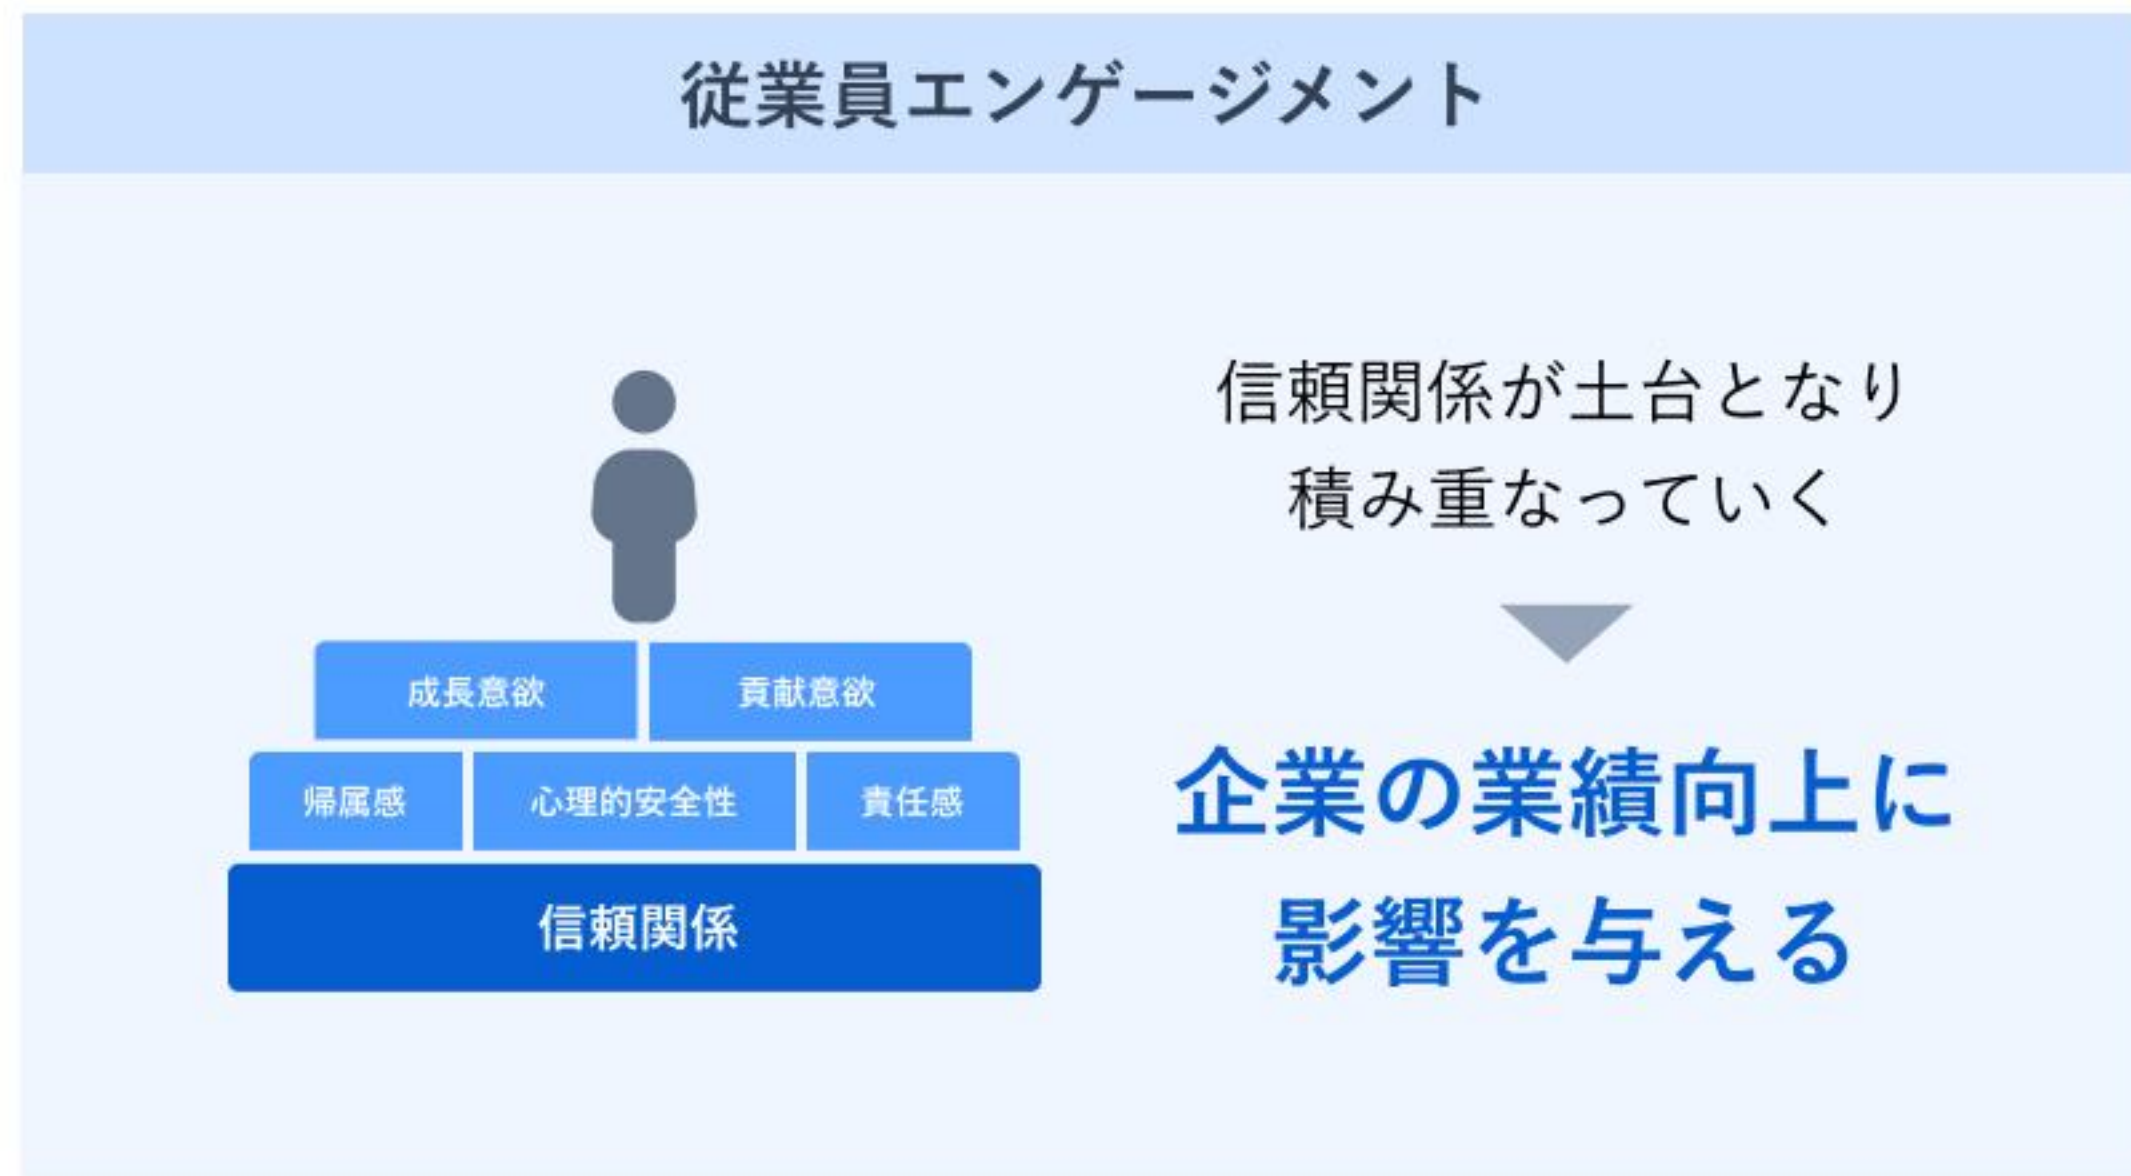 従業員エンゲージメント
成長意欲
貢献意欲
帰属感
心理的安全性
責任感
信頼関係
信頼関係が土台となり
積み重なっていく
企業の業績向上に
影響を与える